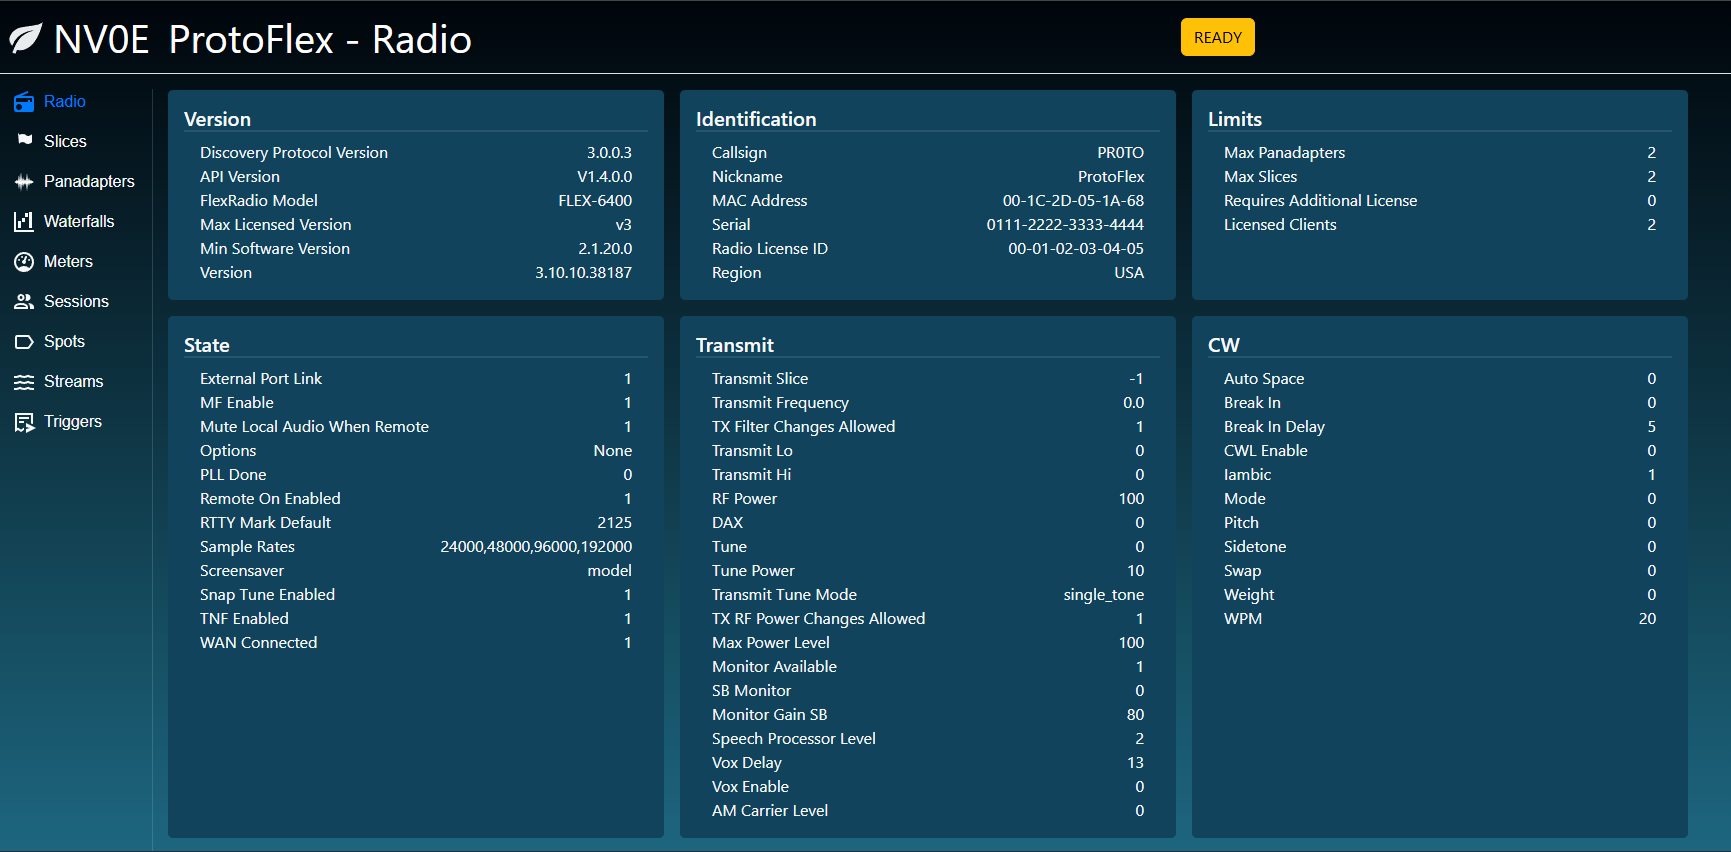 NV0E ProtoFlex - Radio
READY
Radio
Slices
Panadapters
Waterfalls
Meters
Sessions
Spots
Streams
Triggers
Version
Discovery Protocol Version 3.0.0.3
API Version V1.4.0.0
FlexRadio Model FLEX-6400
Max Licensed Version v3
Min Software Version 2.1.20.0
Version 3.10.10.38187
Identification
Callsign PR0TO
Nickname ProtoFlex
MAC Address 00-1C-2D-05-1A-68
Serial 0111-2222-3333-4444
Radio License ID 00-01-02-03-04-05
Region USA
Limits
Max Panadapters 2
Max Slices 2
Requires Additional License 0
Licensed Clients 2
State
External Port Link 1
MF Enable 1
Mute Local Audio When Remote 1
Options None
PLL Done 0
Remote On Enabled 1
RTTY Mark Default 2125
Sample Rates 24000,48000,96000,192000
Screensaver model
Snap Tune Enabled 1
TNF Enabled 1
WAN Connected 1
Transmit
Transmit Slice -1
Transmit Frequency 0.0
TX Filter Changes Allowed 1
Transmit Lo 0
Transmit Hi 0
RF Power 100
DAX 0
Tune 0
Tune Power 10
Transmit Tune Mode single_tone
TX RF Power Changes Allowed 1
Max Power Level 100
Monitor Available 1
SB Monitor 0
Monitor Gain SB 80
Speech Processor Level 2
Vox Delay 13
Vox Enable 0
AM Carrier Level 0
CW
Auto Space 0
Break In 0
Break In Delay 5
CWL Enable 0
Iambic 1
Mode 0
Pitch 0
Sidetone 0
Swap 0
Weight 0
WPM 20